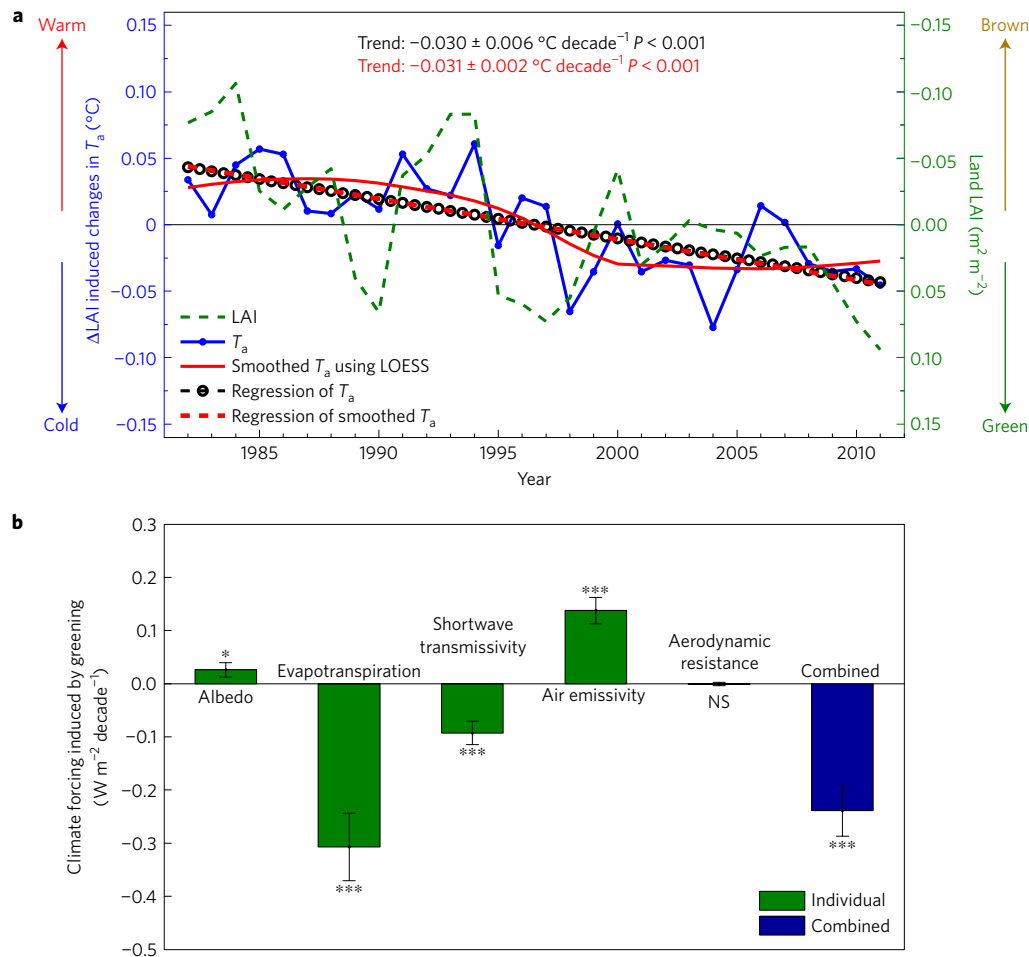 a
Warm
Cold
Brown
Green
ΔLAI induced changes in Tₐ (°C)
0.15
0.10
0.05
0
−0.05
−0.10
−0.15
Trend: −0.030 ± 0.006 °C decade⁻¹ P < 0.001
Trend: −0.031 ± 0.002 °C decade⁻¹ P < 0.001
LAI
Tₐ
Smoothed Tₐ using LOESS
Regression of Tₐ
Regression of smoothed Tₐ
−0.15
−0.10
−0.05
0.00
0.05
0.10
0.15
Land LAI (m² m⁻²)
1985 1990 1995 2000 2005 2010
Year
b
Climate forcing induced by greening
(W m⁻² decade⁻¹)
0.3
0.2
0.1
0.0
−0.1
−0.2
−0.3
−0.4
−0.5
*
Albedo
Evapotranspiration
***
Shortwave
transmissivity
***
***
Air emissivity
Aerodynamic
resistance
NS
Combined
***
Individual
Combined